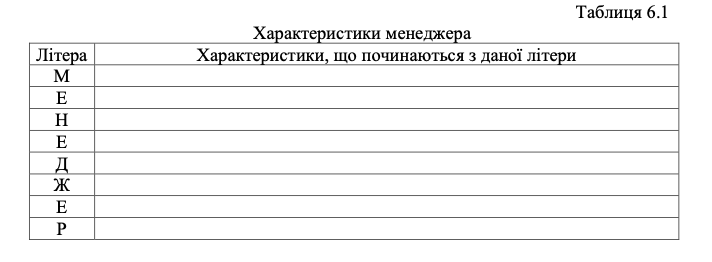 Таблиця 6.1
Характеристики менеджера
Літера Характеристики, що починаються з даної літери
М
Е
Н
Е
Д
Ж
Е
Р